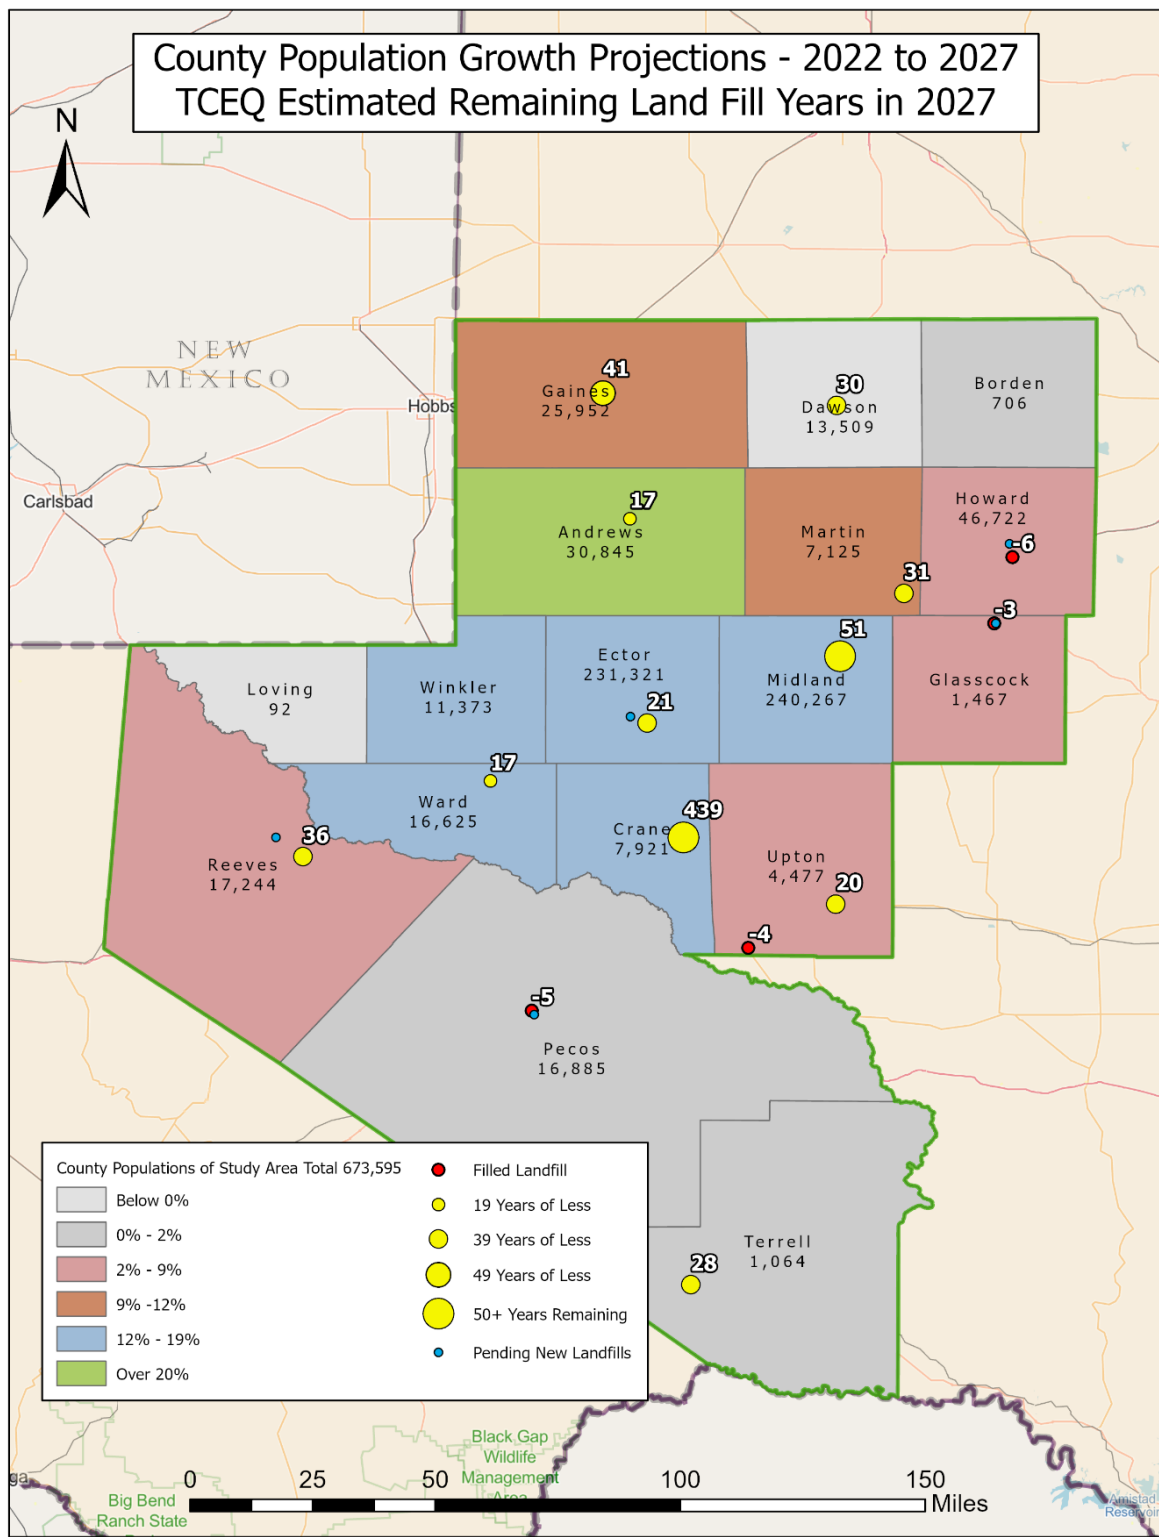 County Population Growth Projections - 2022 to 2027
TCEQ Estimated Remaining Land Fill Years in 2027
N
NEW
MEXICO
Hobbs
Carlsbad
41
Gaines
25,952
30
Dawson
13,509
Borden
706
17
Andrews
30,845
Martin
7,125
31
Howard
46,722
-6
-3
Loving
92
Winkler
11,373
Ector
231,321
21
51
Midland
240,267
Glasscock
1,467
17
Ward
16,625
439
Crane
7,921
Upton
4,477
20
-4
36
Reeves
17,244
-5
Pecos
16,885
Terrell
1,064
28
County Populations of Study Area Total 673,595
Below 0%
0% - 2%
2% - 9%
9% -12%
12% - 19%
Over 20%
Filled Landfill
19 Years of Less
39 Years of Less
49 Years of Less
50+ Years Remaining
Pending New Landfills
Black Gap
Wildlife
Management
Area
ga
Big Bend
Ranch State
0 25 50 100 150 Miles
Amistad
Reservoir